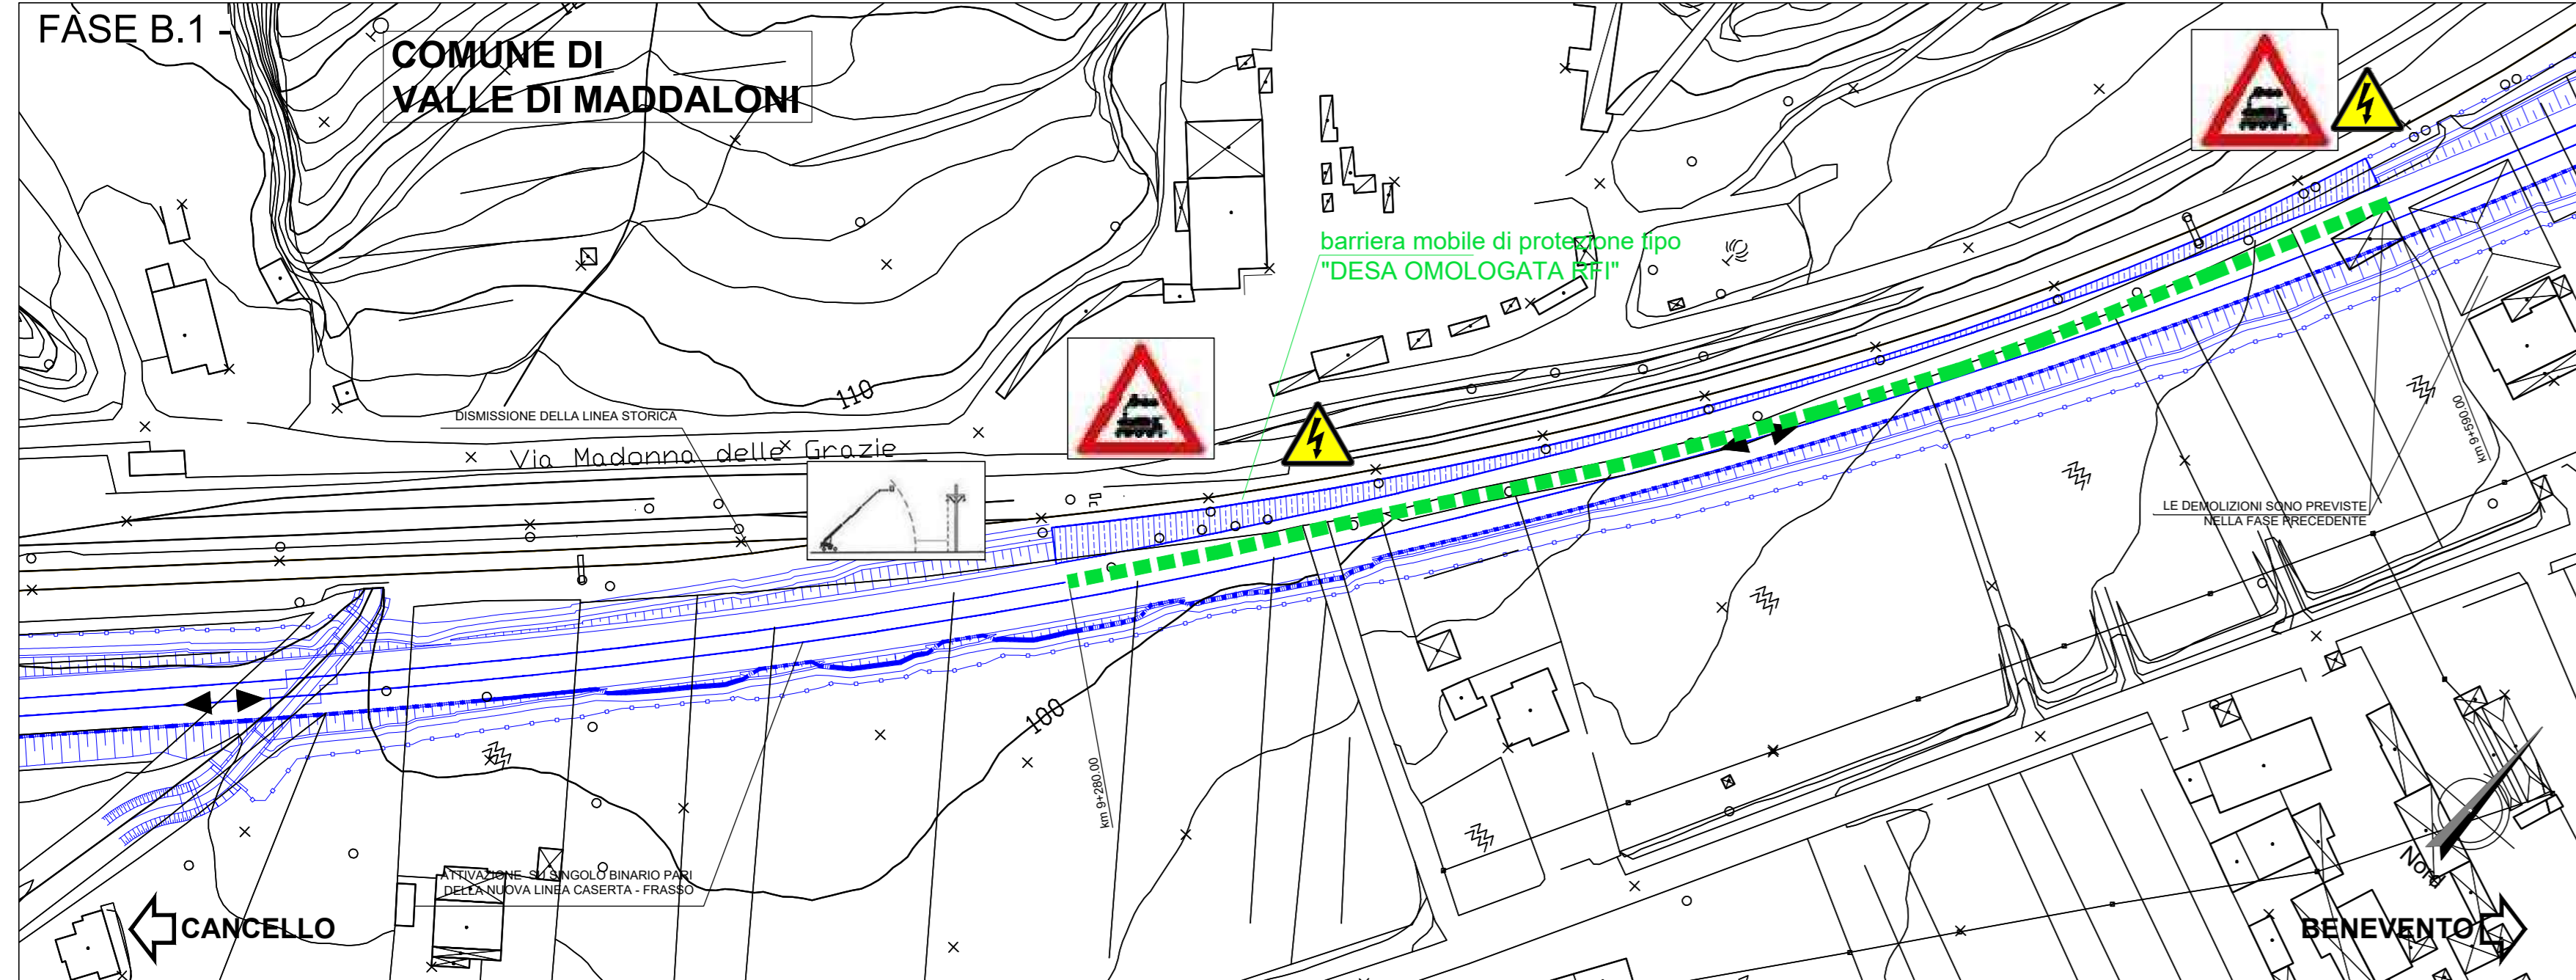 FASE B.1 -
COMUNE DI
VALLE DI MADDALONI
barriera mobile di protezione tipo
"DESA OMOLOGATA RFI"
110
DISMISSIONE DELLA LINEA STORICA
Via Madonna delle Grazie
km 9+590.00
LE DEMOLIZIONI SONO PREVISTE
NELLA FASE PRECEDENTE
100
km 9+280.00
ATTIVAZIONE SU SINGOLO BINARIO PARI
DELLA NUOVA LINEA CASERTA - FRASSO
Nord
CANCELLO
BENEVENTO